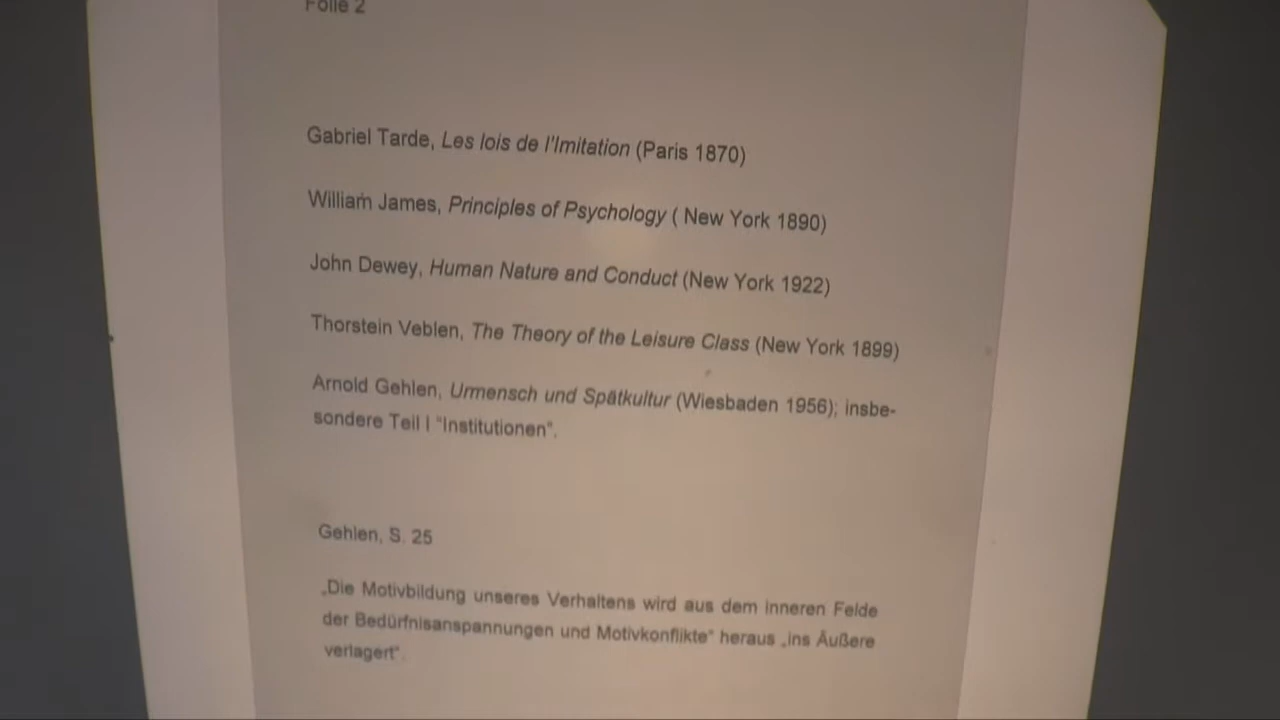 Folie 2
Gabriel Tarde, Les lois de l'Imitation (Paris 1870)
William James, Principles of Psychology ( New York 1890)
John Dewey, Human Nature and Conduct (New York 1922)
Thorstein Veblen, The Theory of the Leisure Class (New York 1899)
Arnold Gehlen, Urmensch und Spätkultur (Wiesbaden 1956); insbe-
sondere Teil I "Institutionen".
Gehlen, S. 25
„Die Motivbildung unseres Verhaltens wird aus dem inneren Felde
der Bedürfnisanspannungen und Motivkonflikte“ heraus „ins Äußere
verlagert“.